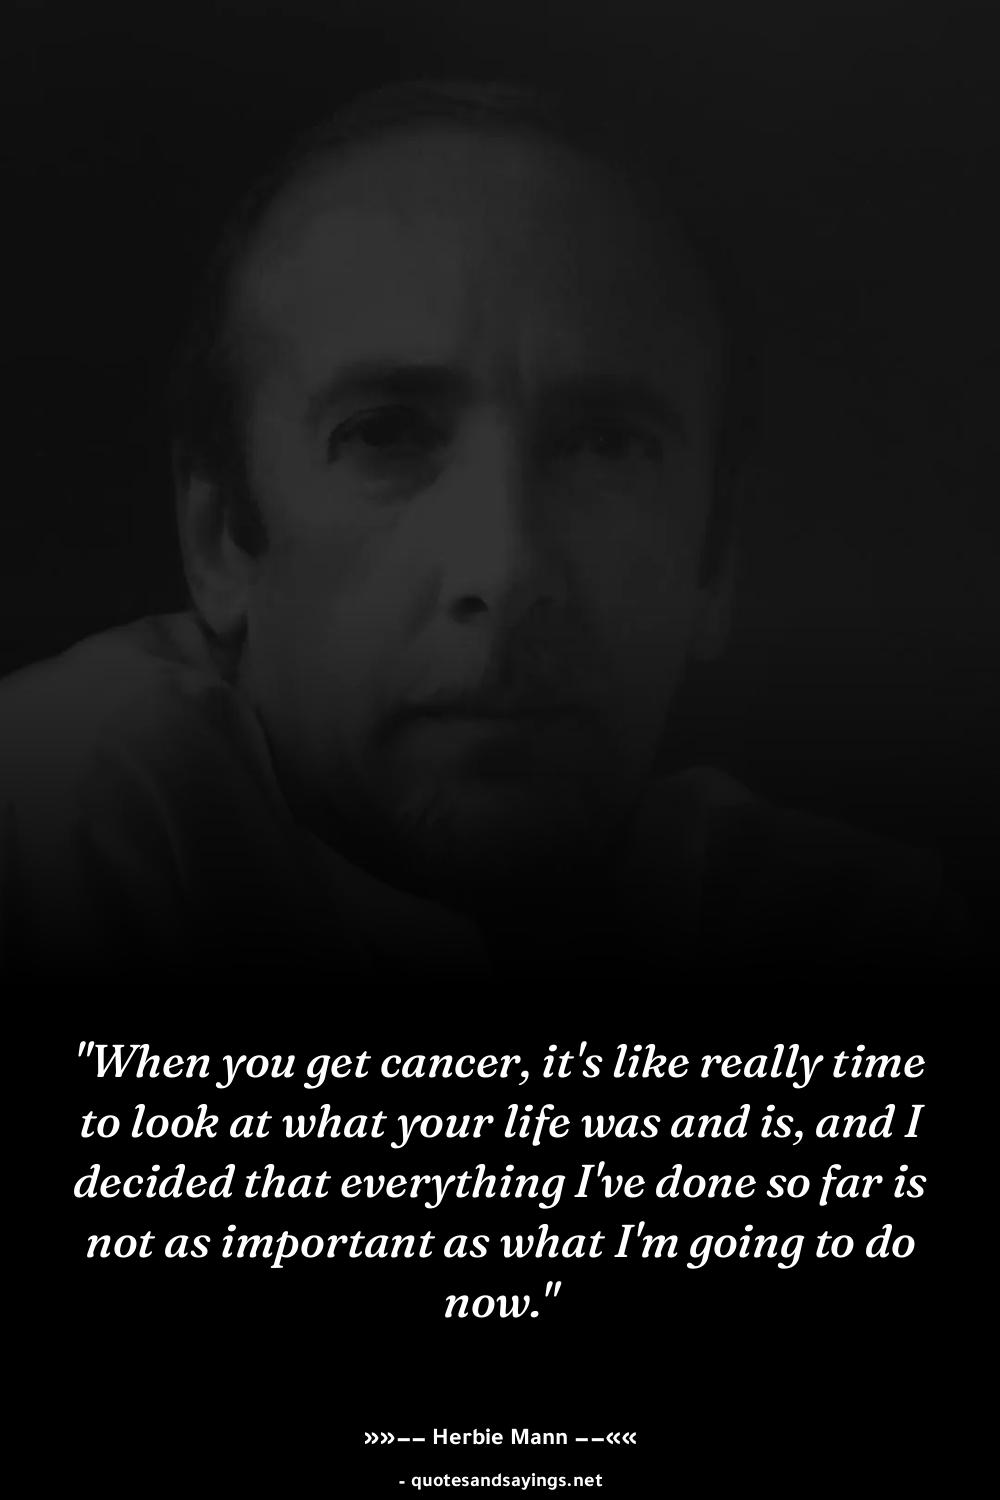 "When you get cancer, it's like really time
to look at what your life was and is, and I
decided that everything I've done so far is
not as important as what I'm going to do
now."
»»−− Herbie Mann −−««
- quotesandsayings.net